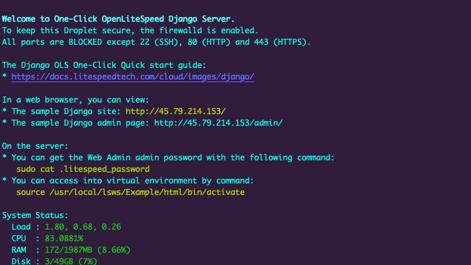 Welcome to One-Click OpenLiteSpeed Django Server.
To keep this Droplet secure, the firewalld is enabled.
All ports are BLOCKED except 22 (SSH), 80 (HTTP) and 443 (HTTPS).
The Django OLS One-Click Quick start guide:
* https://docs.litespeedtech.com/cloud/images/django/
In a web browser, you can view:
* The sample Django site: http://45.79.214.153/
* The sample Django admin page: http://45.79.214.153/admin/
On the server:
* You can get the Web Admin admin password with the following command:
sudo cat .litespeed_password
* You can access into virtual environment by command:
source /usr/local/lsws/Example/html/bin/activate
System Status:
Load : 1.80, 0.68, 0.26
CPU : 83.0881%
RAM : 172/1987MB (8.66%)
Disk : 3/49GB (7%)